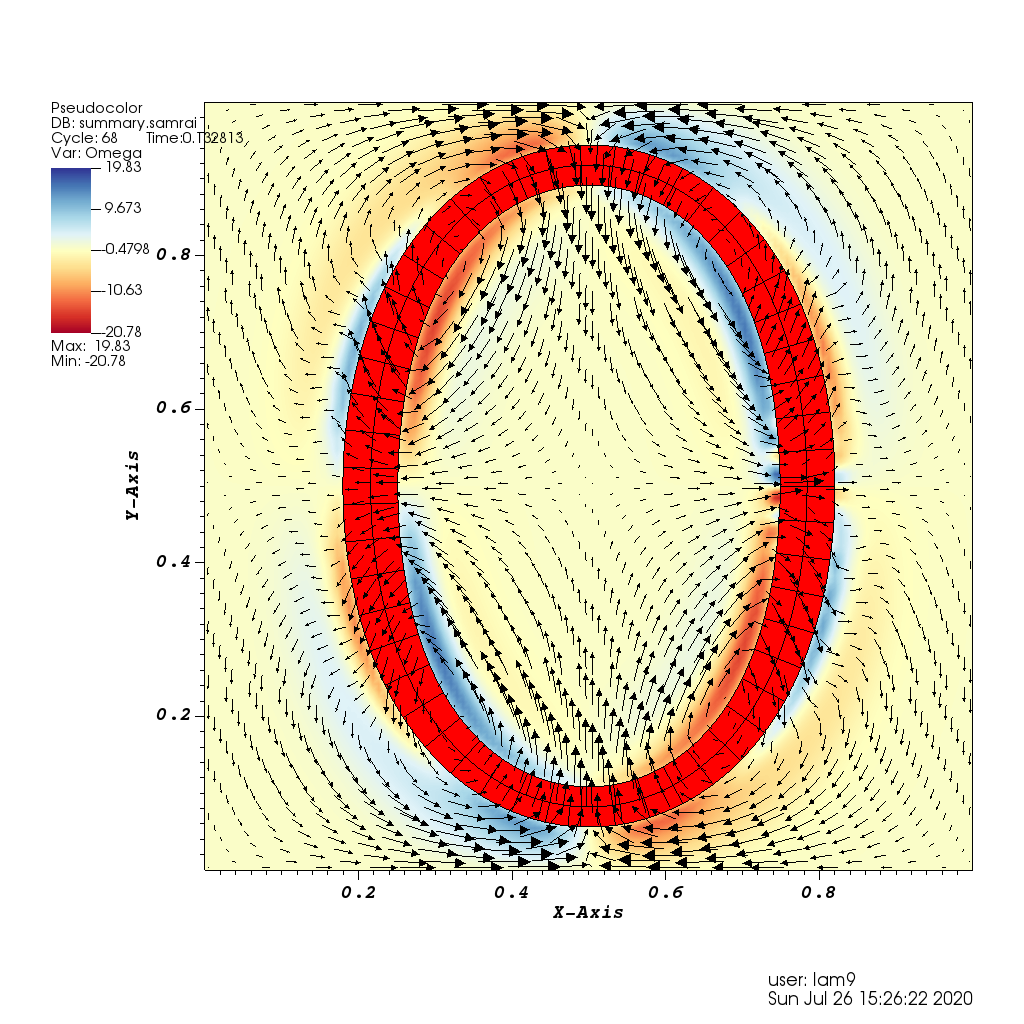 Pseudocolor
DB: summary.samrai
Cycle: 68 Time:0.132813
Var: Omega
19.83
9.673
-0.4798
-10.63
-20.78
Max: 19.83
Min: -20.78
0.8
0.6
0.4
0.2
Y-Axis
0.2 0.4 0.6 0.8
X-Axis
user: lam9
Sun Jul 26 15:26:22 2020